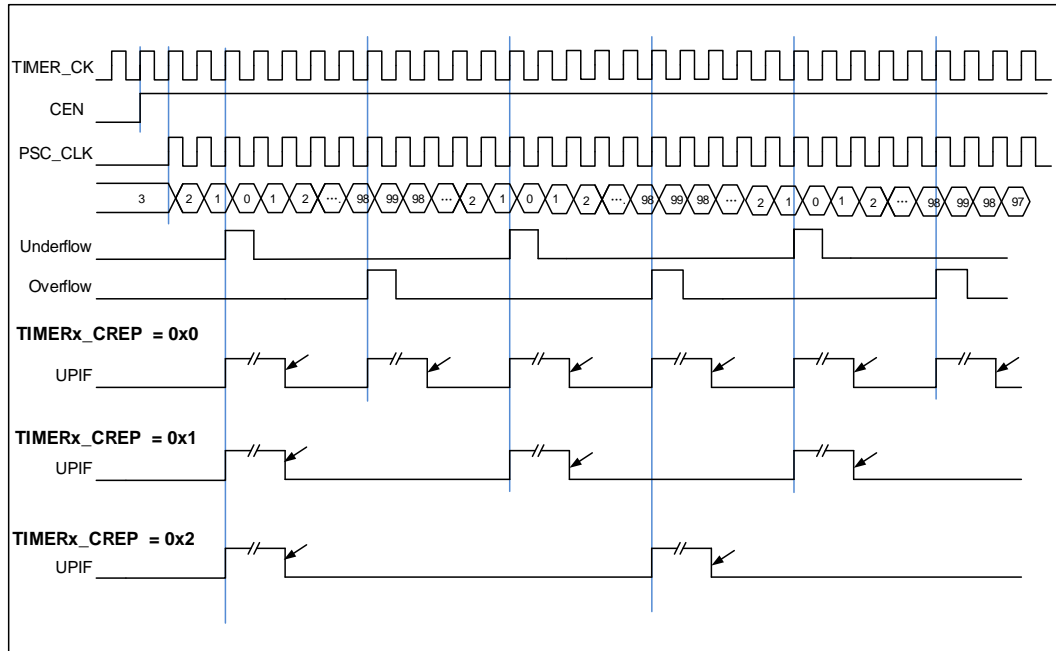 TIMER_CK
CEN
PSC_CLK
3 2 1 0 1 2 ···. 98 99 98 ··· 2 1 0 1 2 ···. 98 99 98 ··· 2 1 0 1 2 ··· 98 99 98 97
Underflow
Overflow
TIMERx_CREP = 0x0
UPIF
TIMERx_CREP = 0x1
UPIF
TIMERx_CREP = 0x2
UPIF